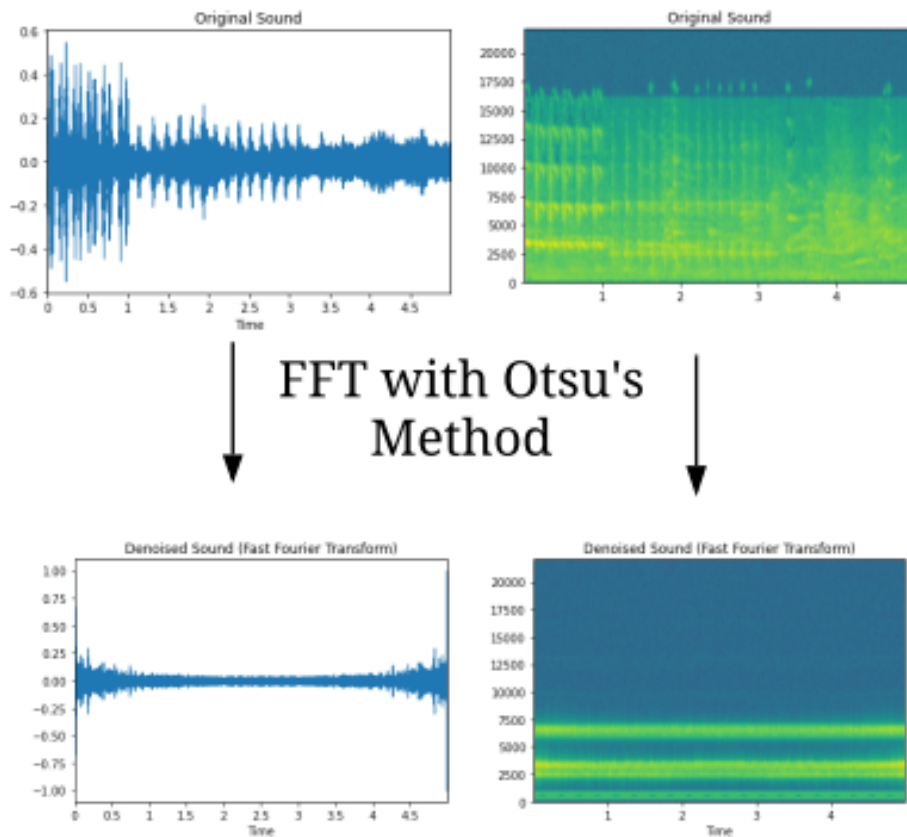 Original Sound
0.6
0.4
0.2
0.0
−0.2
−0.4
−0.6
0 0.5 1 1.5 2 2.5 3 3.5 4 4.5
Time
Original Sound
20000
17500
15000
12500
10000
7500
5000
2500
0
1 2 3 4
FFT with Otsu's
Method
Denoised Sound (Fast Fourier Transform)
1.00
0.75
0.50
0.25
0.00
−0.25
−0.50
−0.75
−1.00
0 0.5 1 1.5 2 2.5 3 3.5 4 4.5
Time
Denoised Sound (Fast Fourier Transform)
20000
17500
15000
12500
10000
7500
5000
2500
0
1 2 3 4
Time